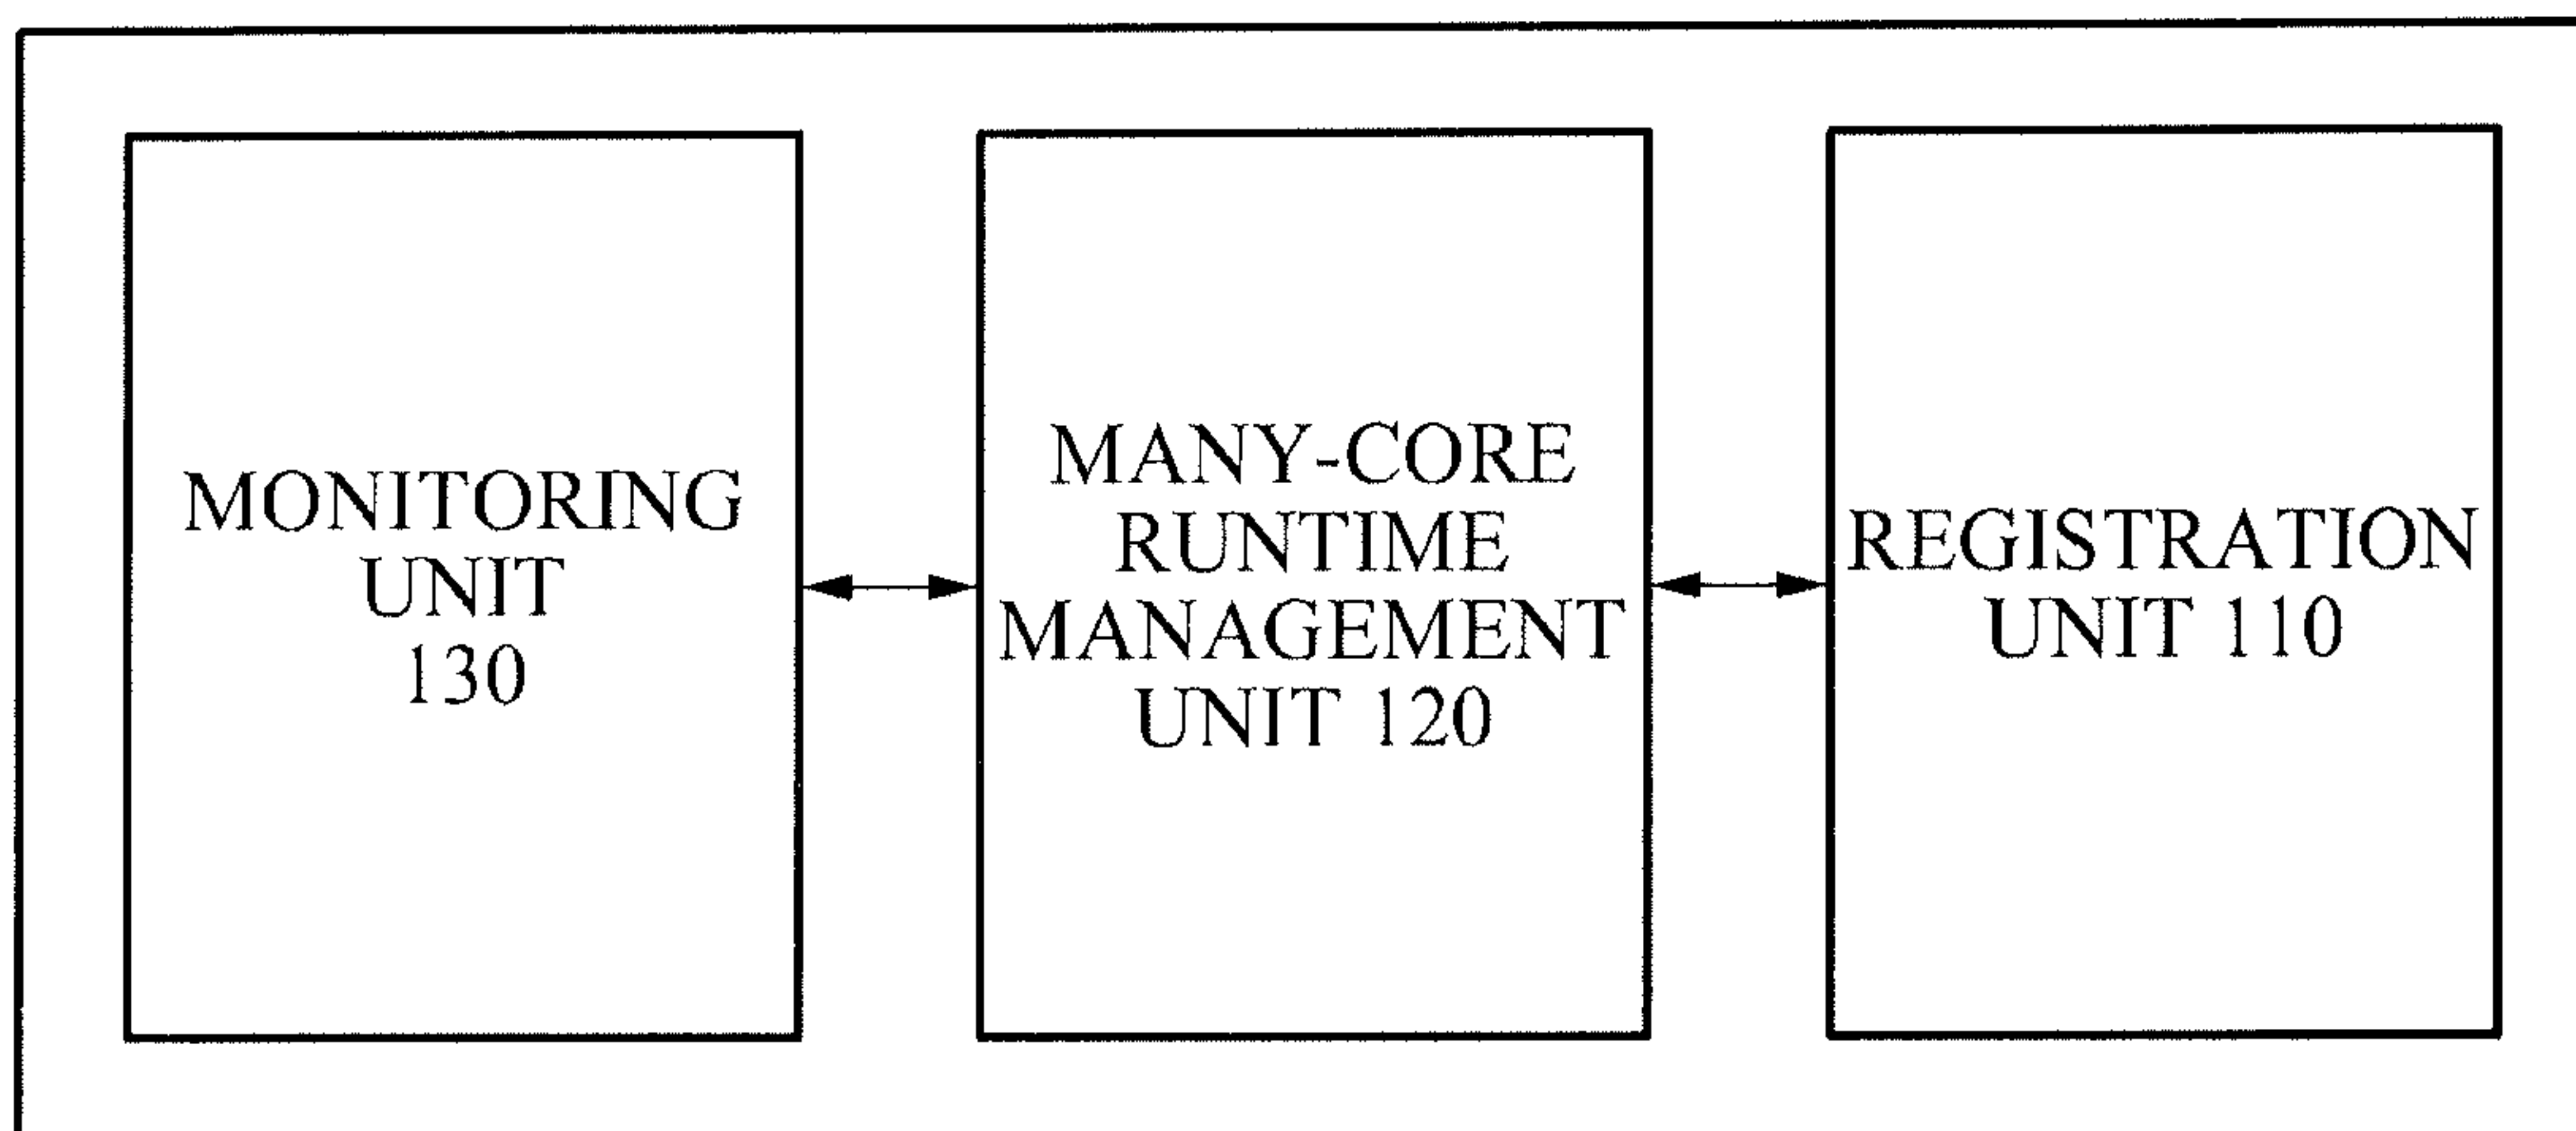 MONITORING
UNIT
130
MANY-CORE
RUNTIME
MANAGEMENT
UNIT 120
REGISTRATION
UNIT 110